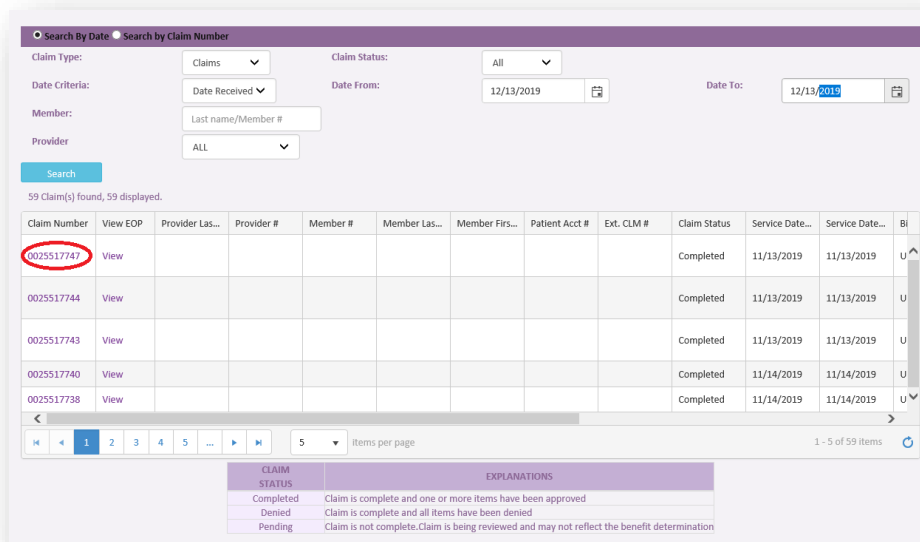 Search By Date Search by Claim Number
Claim Type: Claims Claim Status: All
Date Criteria: Date Received Date From: 12/13/2019 Date To: 12/13/2019
Member: Last name/Member #
Provider ALL
Search
59 Claim(s) found, 59 displayed.
Claim Number View EOP Provider Las... Provider # Member # Member Las... Member Firs... Patient Acct # Ext. CLM # Claim Status Service Date... Service Date... Bi
0025517747 View Completed 11/13/2019 11/13/2019 U
0025517744 View Completed 11/13/2019 11/13/2019 U
0025517743 View Completed 11/13/2019 11/13/2019 U
0025517740 View Completed 11/14/2019 11/14/2019 U
0025517738 View Completed 11/14/2019 11/14/2019 U
1 2 3 4 5 ... 5 items per page 1 - 5 of 59 items
CLAIM STATUS EXPLANATIONS
Completed Claim is complete and one or more items have been approved
Denied Claim is complete and all items have been denied
Pending Claim is not complete.Claim is being reviewed and may not reflect the benefit determination